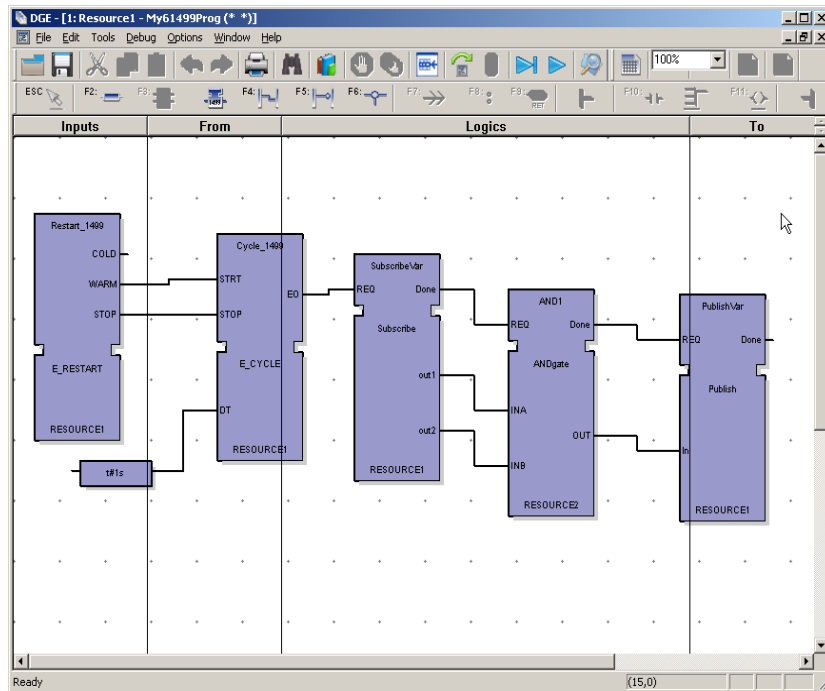 DGE - [1: Resource1 - My61499Prog (* *)]
File Edit Tools Debug Options Window Help
100%
ESC F2: F3: 1499 F4: F5: F6: F7: F8: F9: RET F10: F11:
Inputs From Logics To
Restart_1499
COLD
WARM
STOP
E_RESTART
RESOURCE1
t#1s
Cycle_1499
STRT
EO
STOP
E_CYCLE
DT
RESOURCE1
SubscribeVar
REQ Done
Subscribe
out1
out2
RESOURCE1
AND1
REQ Done
ANDgate
INA
OUT
INB
RESOURCE2
PublishVar
REQ Done
Publish
In
RESOURCE1
Ready (15,0)